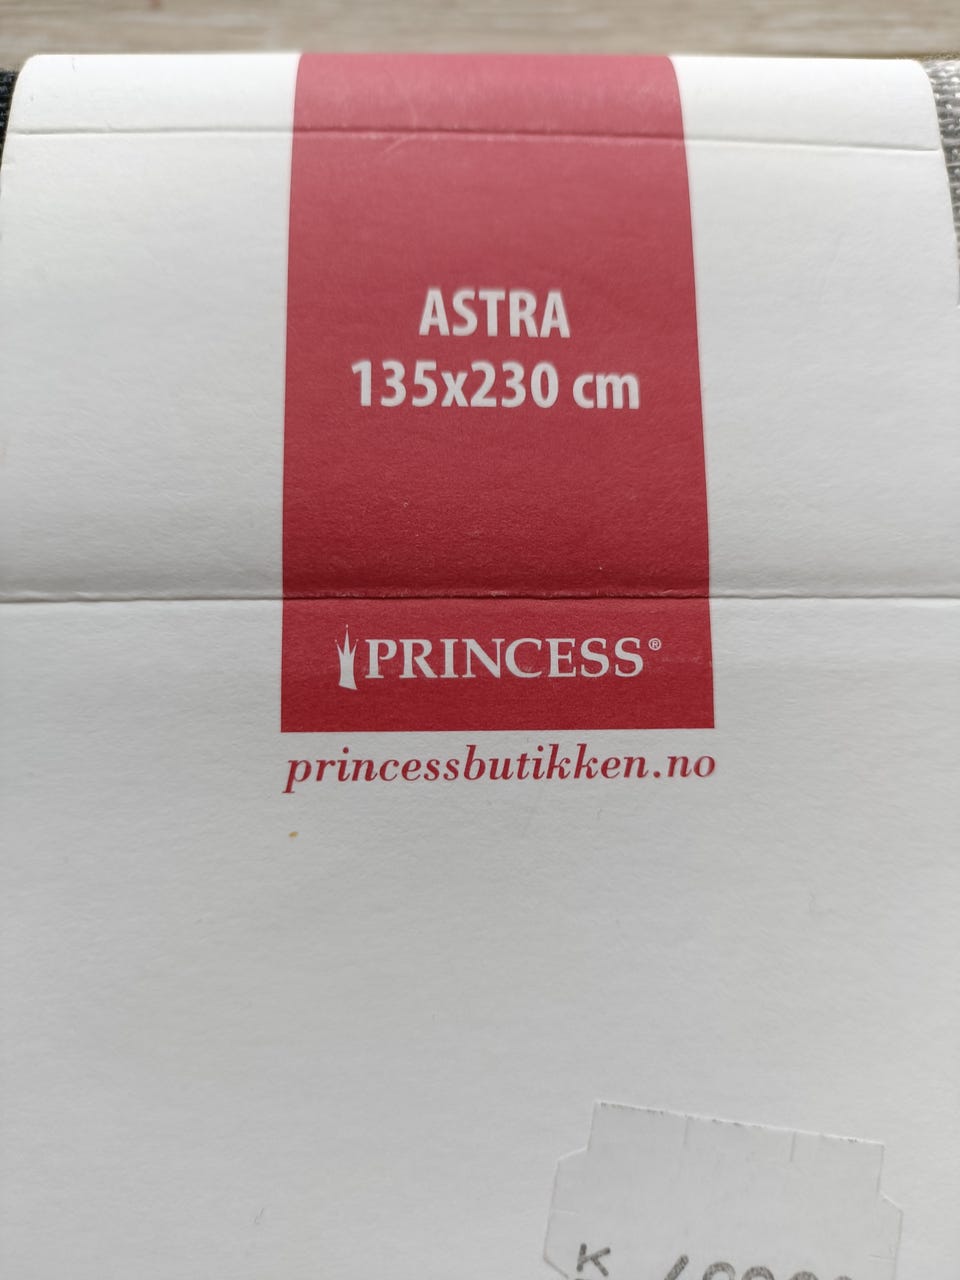 ASTRA
135x230 cm
PRINCESS®
princessbutikken.no
K